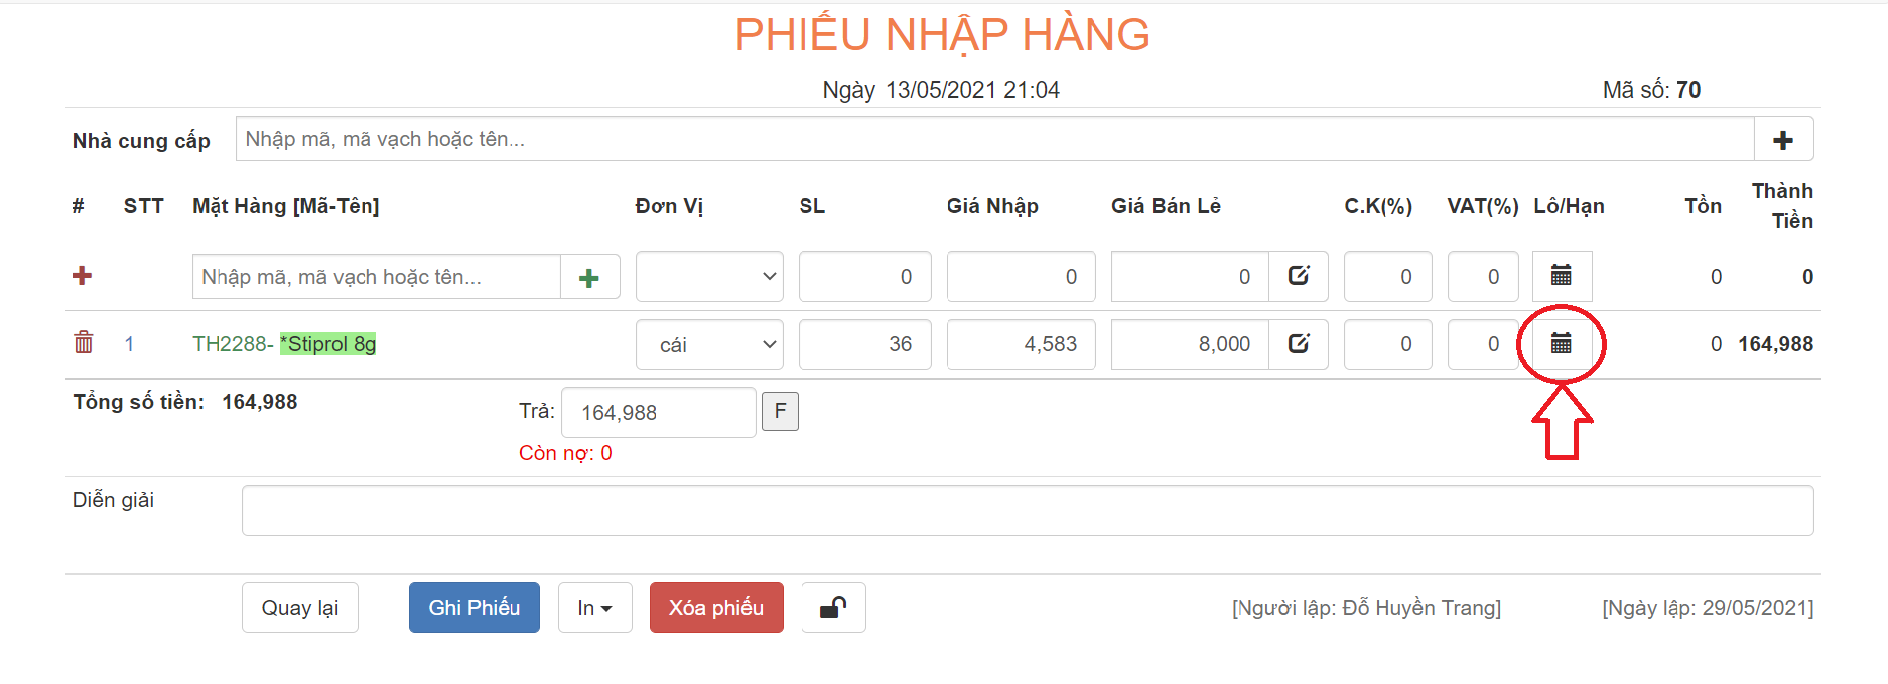 PHIẾU NHẬP HÀNG
Ngày 13/05/2021 21:04 Mã số: 70
Nhà cung cấp Nhập mã, mã vạch hoặc tên...
# STT Mặt Hàng [Mã-Tên] Đơn Vị SL Giá Nhập Giá Bán Lẻ C.K(%) VAT(%) Lô/Hạn Tồn Thành Tiền
Nhập mã, mã vạch hoặc tên... 0 0 0 0 0 0 0
1 TH2288- *Stiprol 8g cái 36 4,583 8,000 0 0 0 164,988
Tổng số tiền: 164,988 Trả: 164,988 F
Còn nợ: 0
Diễn giải
Quay lại Ghi Phiếu In Xóa phiếu [Người lập: Đỗ Huyền Trang] [Ngày lập: 29/05/2021]